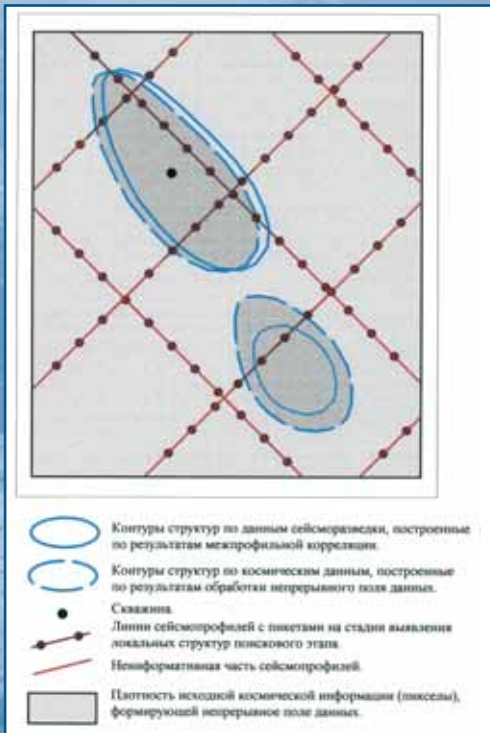 Контуры структур по данным сейсморазведки, построенные
по результатам межпрофильной корреляции.
Контуры структур по космическим данным, построенные
по результатам обработки непрерывного поля данных.
Скважина.
Линии сейсмопрофилей с пикетами на стадии выявления
локальных структур поискового этапа.
Неинформативная часть сейсмопрофилей.
Плотность исходной космической информации (пикселы),
формирующей непрерывное поле данных.